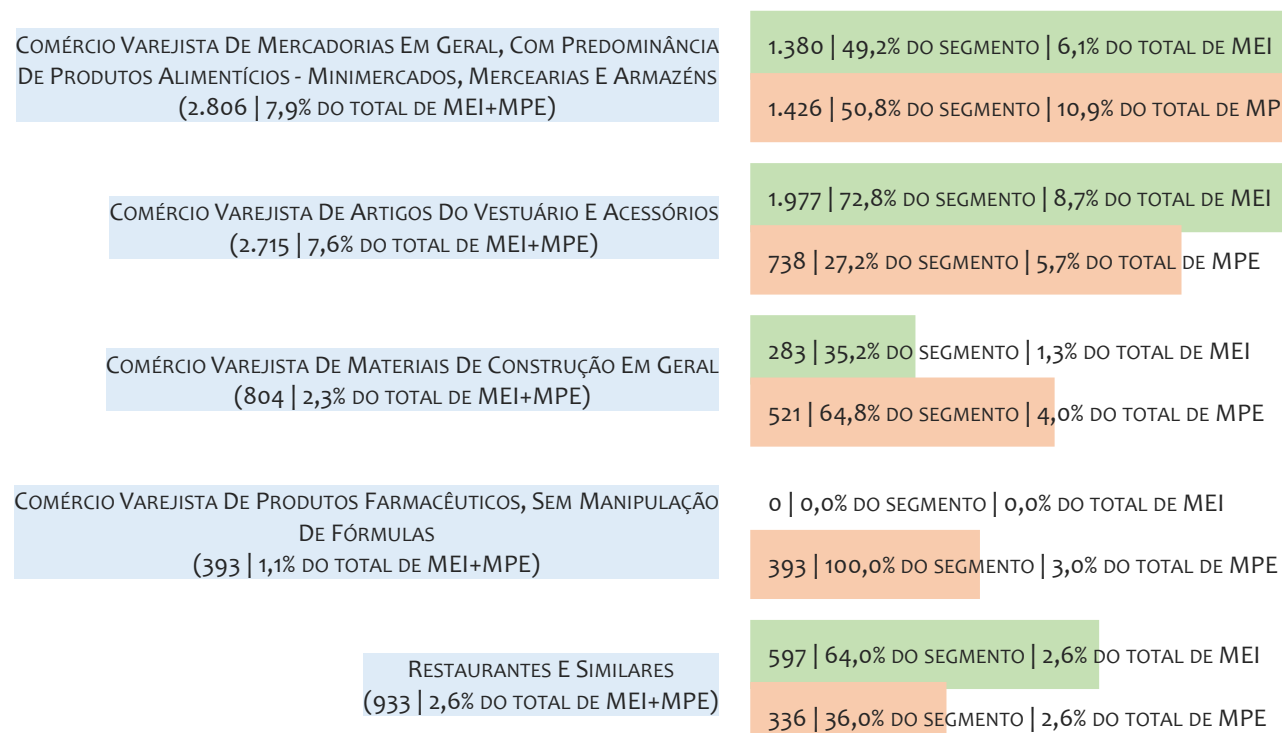 Comércio Varejista De Mercadorias Em Geral, Com Predominância
De Produtos Alimentícios - Minimercados, Mercearias E Armazéns
(2.806 | 7,9% do total de MEI+MPE)
1.380 | 49,2% do segmento | 6,1% do total de MEI
1.426 | 50,8% do segmento | 10,9% do total de MP
Comércio Varejista De Artigos Do Vestuário E Acessórios
(2.715 | 7,6% do total de MEI+MPE)
1.977 | 72,8% do segmento | 8,7% do total de MEI
738 | 27,2% do segmento | 5,7% do total de MPE
Comércio Varejista De Materiais De Construção Em Geral
(804 | 2,3% do total de MEI+MPE)
283 | 35,2% do segmento | 1,3% do total de MEI
521 | 64,8% do segmento | 4,0% do total de MPE
Comércio Varejista De Produtos Farmacêuticos, Sem Manipulação
De Fórmulas
(393 | 1,1% do total de MEI+MPE)
0 | 0,0% do segmento | 0,0% do total de MEI
393 | 100,0% do segmento | 3,0% do total de MPE
Restaurantes E Similares
(933 | 2,6% do total de MEI+MPE)
597 | 64,0% do segmento | 2,6% do total de MEI
336 | 36,0% do segmento | 2,6% do total de MPE